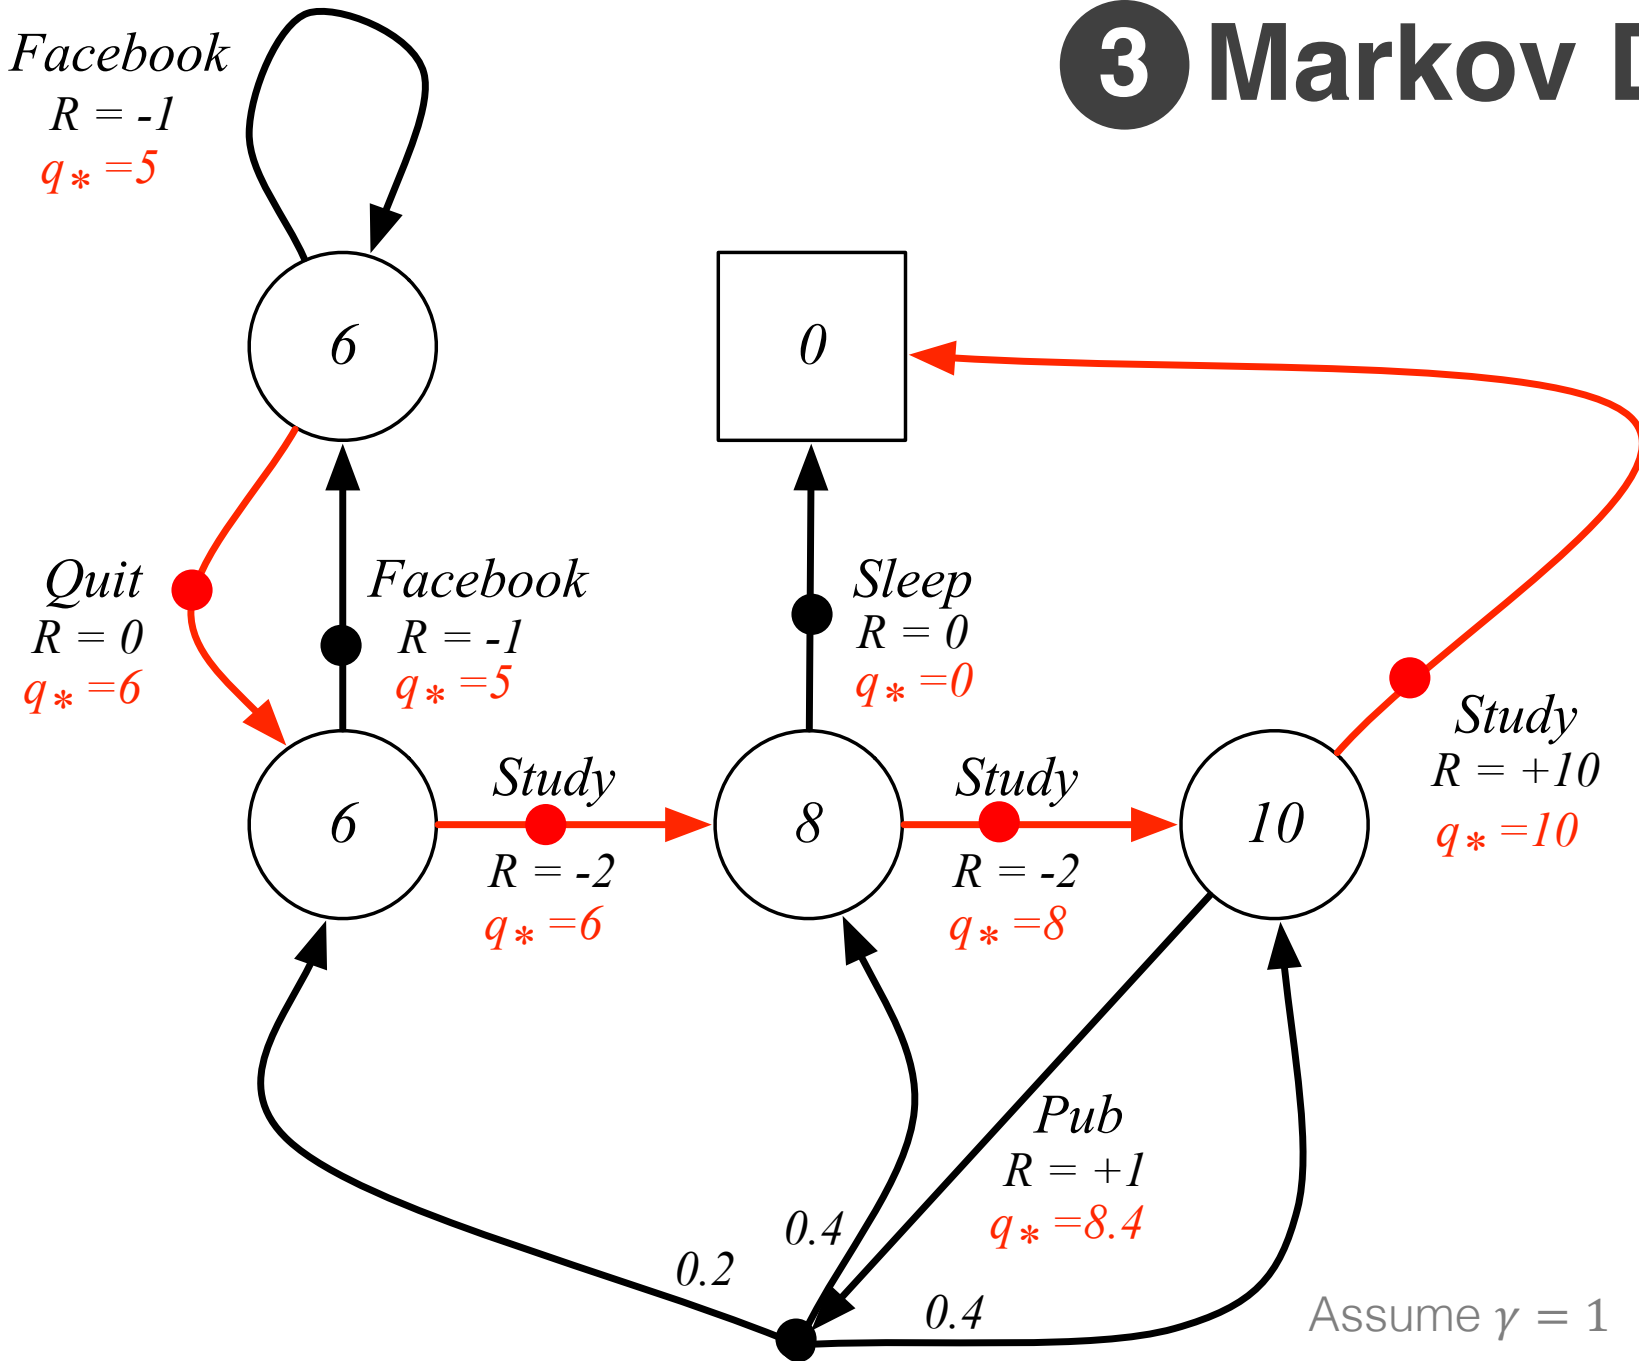 3 Markov D
Facebook
R = -1
q* =5
6
0
Quit
R = 0
q* =6
Facebook
R = -1
q* =5
Sleep
R = 0
q* =0
Study
R = +10
q* =10
6
Study
R = -2
q* =6
8
Study
R = -2
q* =8
10
Pub
R = +1
q* =8.4
0.4
0.2
0.4
Assume γ = 1